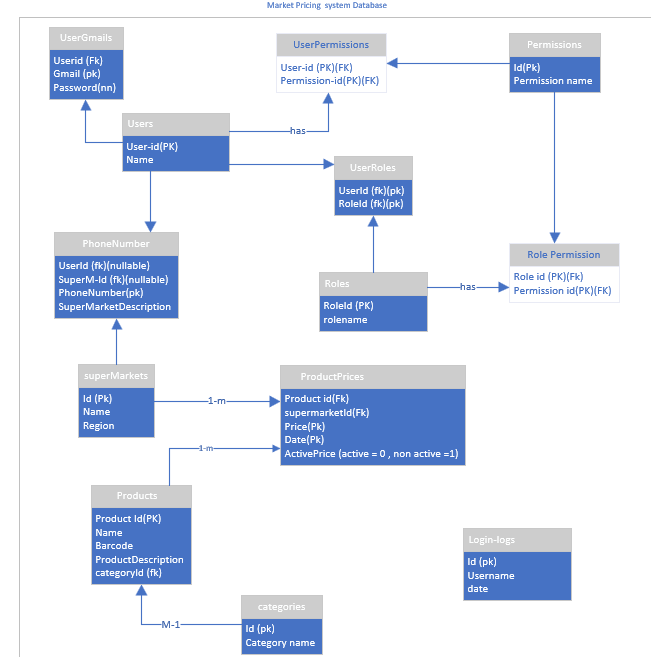 Market Pricing system Database
UserGmails
Userid (Fk)
Gmail (pk)
Password(nn)
UserPermissions
User-id (PK)(FK)
Permission-id(PK)(FK)
Permissions
Id(Pk)
Permission name
Users
User-id(PK)
Name
has
UserRoles
UserId (fk)(pk)
RoleId (fk)(pk)
PhoneNumber
UserId (fk)(nullable)
SuperM-Id (fk)(nullable)
PhoneNumber(pk)
SuperMarketDescription
Roles
RoleId (PK)
rolename
has
Role Permission
Role id (PK)(Fk)
Permission id(PK)(FK)
superMarkets
Id (Pk)
Name
Region
1-m
ProductPrices
Product id(Fk)
supermarketId(Fk)
Price(Pk)
Date(Pk)
ActivePrice (active = 0 , non active =1)
1-m
Products
Product Id(PK)
Name
Barcode
ProductDescription
categoryId (fk)
Login-logs
Id (pk)
Username
date
M-1
categories
Id (pk)
Category name